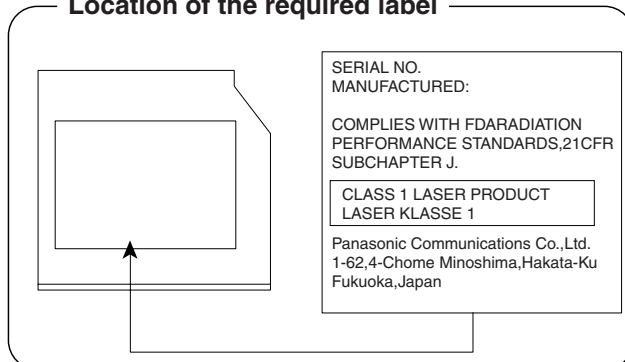 Location of the required label
SERIAL NO.
MANUFACTURED:
COMPLIES WITH FDARADIATION
PERFORMANCE STANDARDS,21CFR
SUBCHAPTER J.
CLASS 1 LASER PRODUCT
LASER KLASSE 1
Panasonic Communications Co.,Ltd.
1-62,4-Chome Minoshima,Hakata-Ku
Fukuoka,Japan